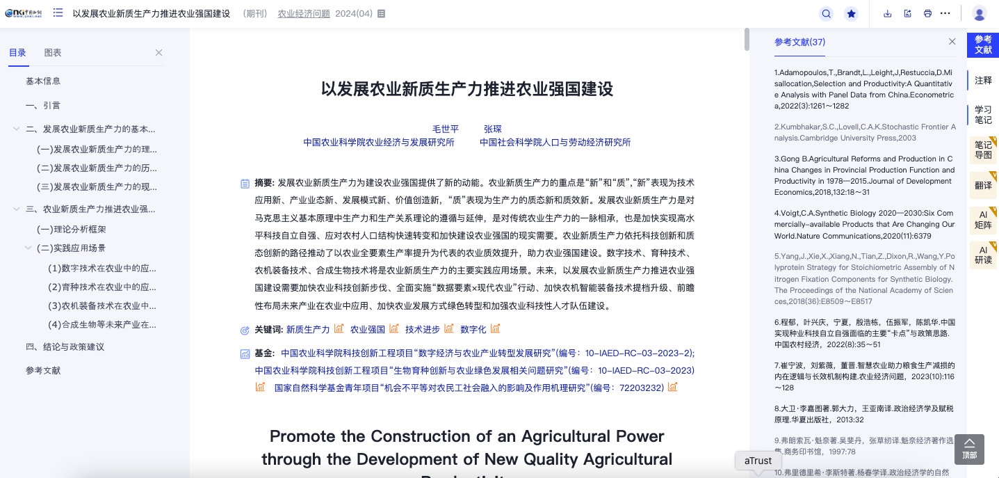 cnki 中国知网
www.cnki.net
以发展农业新质生产力推进农业强国建设 （期刊） 农业经济问题 2024(04)
目录 图表
基本信息
一、引言
二、发展农业新质生产力的基本...
(一)发展农业新质生产力的理...
(二)发展农业新质生产力的历...
(三)发展农业新质生产力的现...
三、农业新质生产力推进农业强...
(一)理论分析框架
(二)实践应用场景
(1)数字技术在农业中的应...
(2)育种技术在农业中的应...
(3)农机装备技术在农业中...
(4)合成生物等未来产业在...
四、结论与政策建议
参考文献
以发展农业新质生产力推进农业强国建设
毛世平 张琛
中国农业科学院农业经济与发展研究所 中国社会科学院人口与劳动经济研究所
摘要: 发展农业新质生产力为建设农业强国提供了新的动能。农业新质生产力的重点是“新”和“质”,“新”表现为技术
应用新、产业业态新、发展模式新、价值创造新，“质”表现为生产力的质态新和质效新。发展农业新质生产力是对
马克思主义基本原理中生产力和生产关系理论的遵循与延伸，是对传统农业生产力的一脉相承，也是加快实现高水
平科技自立自强、应对农村人口结构快速转变和加快建设农业强国的现实需要。农业新质生产力依托科技创新和质
态创新的路径推动了以农业全要素生产率提升为代表的农业质效提升，助力农业强国建设。数字技术、育种技术、
农机装备技术、合成生物技术将是农业新质生产力的主要实践应用场景。未来，以发展农业新质生产力推进农业强
国建设需要加快农业科技创新步伐、全面实施“数据要素×现代农业”行动、加快农机智能装备技术提档升级、前瞻
性布局未来产业在农业中应用、加快农业发展方式绿色转型和加强农业科技性人才队伍建设。
关键词: 新质生产力 农业强国 技术进步 数字化
基金: 中国农业科学院科技创新工程项目“数字经济与农业产业转型发展研究”(编号：10-IAED-RC-03-2023-2);
中国农业科学院科技创新工程项目“生物育种创新与农业绿色发展相关问题研究”(编号：10-IAED-RC-03-2023)
国家自然科学基金青年项目“机会不平等对农民工社会融入的影响及作用机理研究”(编号：72203232)
Promote the Construction of an Agricultural Power
through the Development of New Quality Agricultural
Productivity
参考文献(37)
1.Adamopoulos,T.,Brandt,L.,Leight,J,Restuccia,D.Mi
sallocation,Selection and Productivity:A Quantitativ
e Analysis with Panel Data from China.Econometric
a,2022(3):1261～1282
2.Kumbhakar,S.C.,Lovell,C.A.K.Stochastic Frontier A
nalysis.Cambridge University Press,2003
3.Gong B.Agricultural Reforms and Production in C
hina Changes in Provincial Production Function and
Productivity in 1978—2015.Journal of Development
Economics,2018,132:18～31
4.Voigt,C.A.Synthetic Biology 2020—2030:Six Com
mercially-available Products that Are Changing Our
World.Nature Communications,2020(11):6379
5.Yang,J.,Xie,X.,Xiang,N.,Tian,Z.,Dixon,R.,Wang,Y.Po
lyprotein Strategy for Stoichiometric Assembly of N
itrogen Fixation Components for Synthetic Biology.
The Proceedings of the National Academy of Scien
ces,2018(36):E8509～E8517
6.程郁，叶兴庆，宁夏，殷浩栋，伍振军，陈凯华.中国
实现种业科技自立自强面临的主要“卡点”与政策思路.
中国农村经济，2022(8):35～51
7.崔宁波，刘紫薇，董晋.智慧农业助力粮食生产减损的
内在逻辑与长效机制构建.农业经济问题，2023(10):116
～128
8.大卫·李嘉图著.郭大力，王亚南译.政治经济学及赋税
原理.华夏出版社，2013:32
9.弗朗索瓦·魁奈著.吴斐丹，张草纫译.魁奈经济著作选
集.商务印书馆，1997:78
10.弗里德里希·李斯特著.杨春学译.政治经济学的自然
参考
文献
注释
学习
笔记
笔记
导图
翻译
AI
矩阵
AI
研读
顶部
aTrust